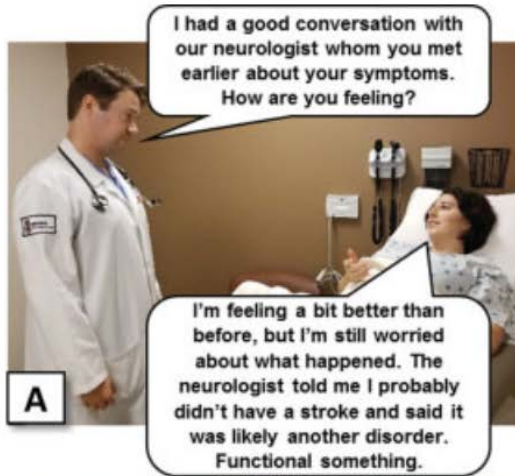 I had a good conversation with
our neurologist whom you met
earlier about your symptoms.
How are you feeling?
I'm feeling a bit better than
before, but I'm still worried
about what happened. The
neurologist told me I probably
didn't have a stroke and said it
was likely another disorder.
Functional something.
A